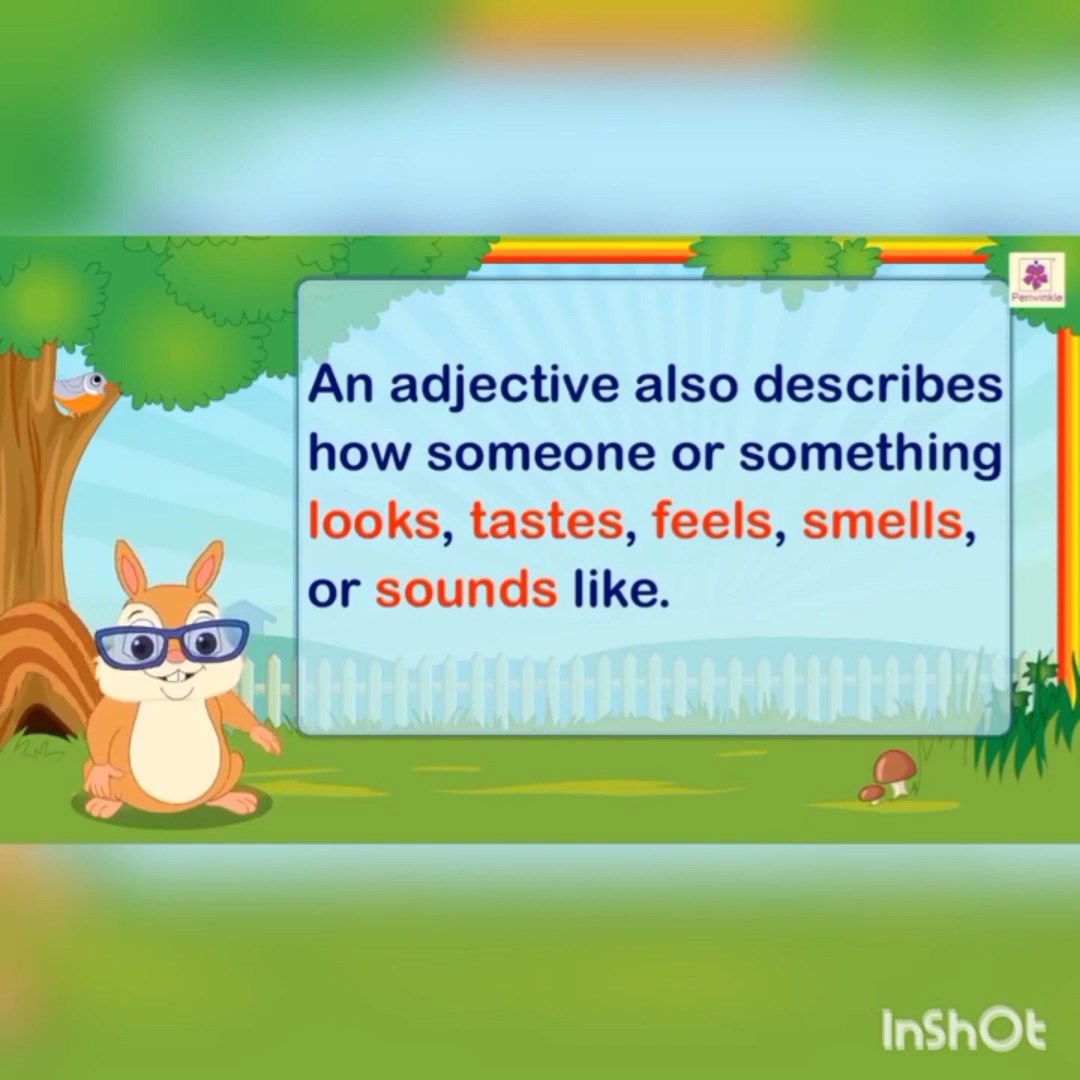 Periwinkle
An adjective also describes
how someone or something
looks, tastes, feels, smells,
or sounds like.
InShOt